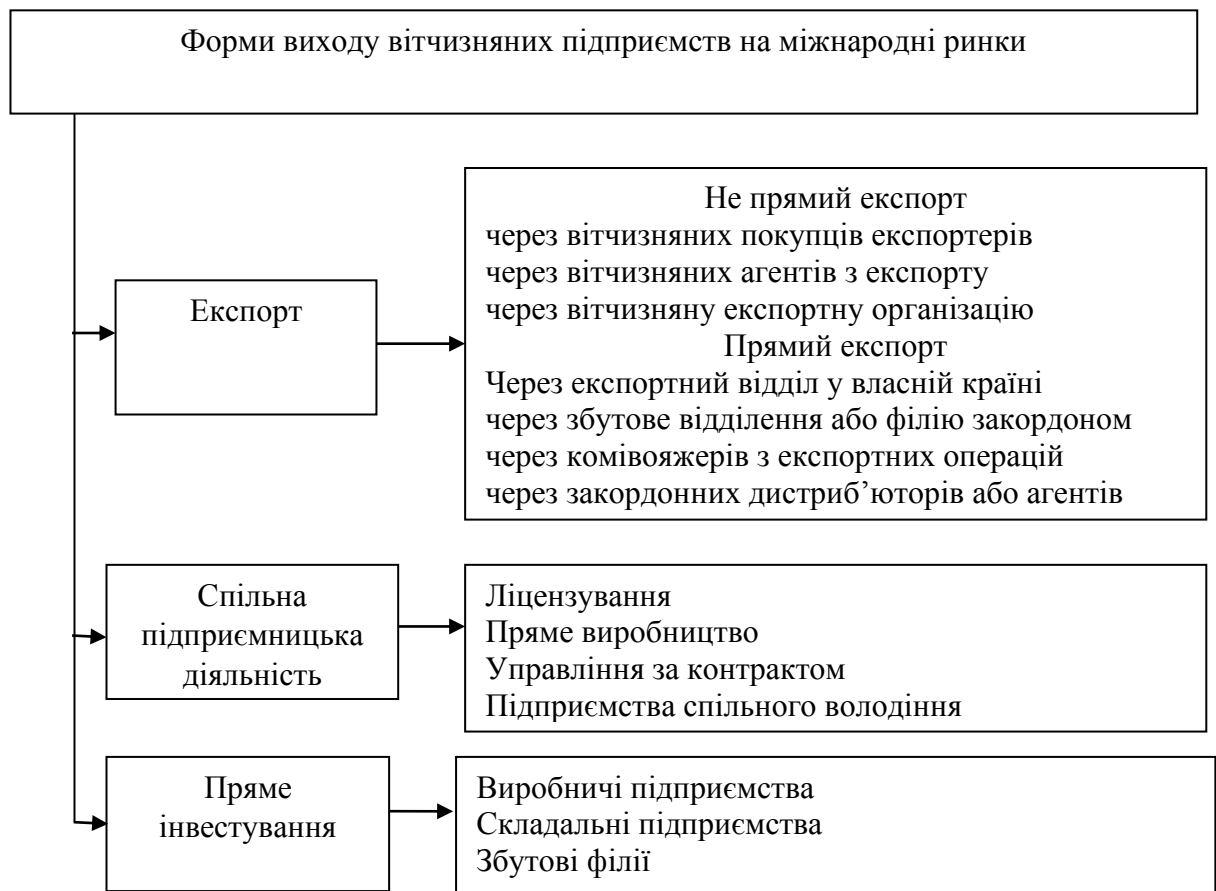 Форми виходу вітчизняних підприємств на міжнародні ринки
Експорт
Не прямий експорт
через вітчизняних покупців експортерів
через вітчизняних агентів з експорту
через вітчизняну експортну організацію
Прямий експорт
Через експортний відділ у власній країні
через збутове відділення або філію закордоном
через комівояжерів з експортних операцій
через закордонних дистриб’юторів або агентів
Спільна
підприємницька
діяльність
Ліцензування
Пряме виробництво
Управління за контрактом
Підприємства спільного володіння
Пряме
інвестування
Виробничі підприємства
Складальні підприємства
Збутові філії